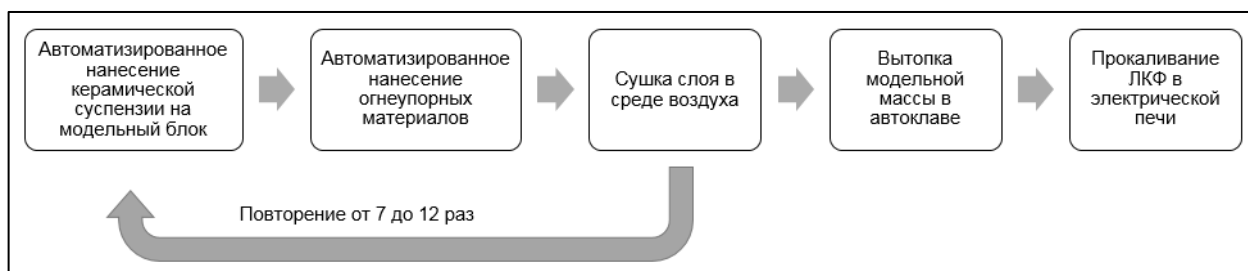 Автоматизированное
нанесение
керамической
суспензии на
модельный блок
Автоматизированное
нанесение
огнеупорных
материалов
Сушка слоя в
среде воздуха
Вытопка
модельной
массы в
автоклаве
Прокаливание
ЛКФ в
электрической
печи
Повторение от 7 до 12 раз